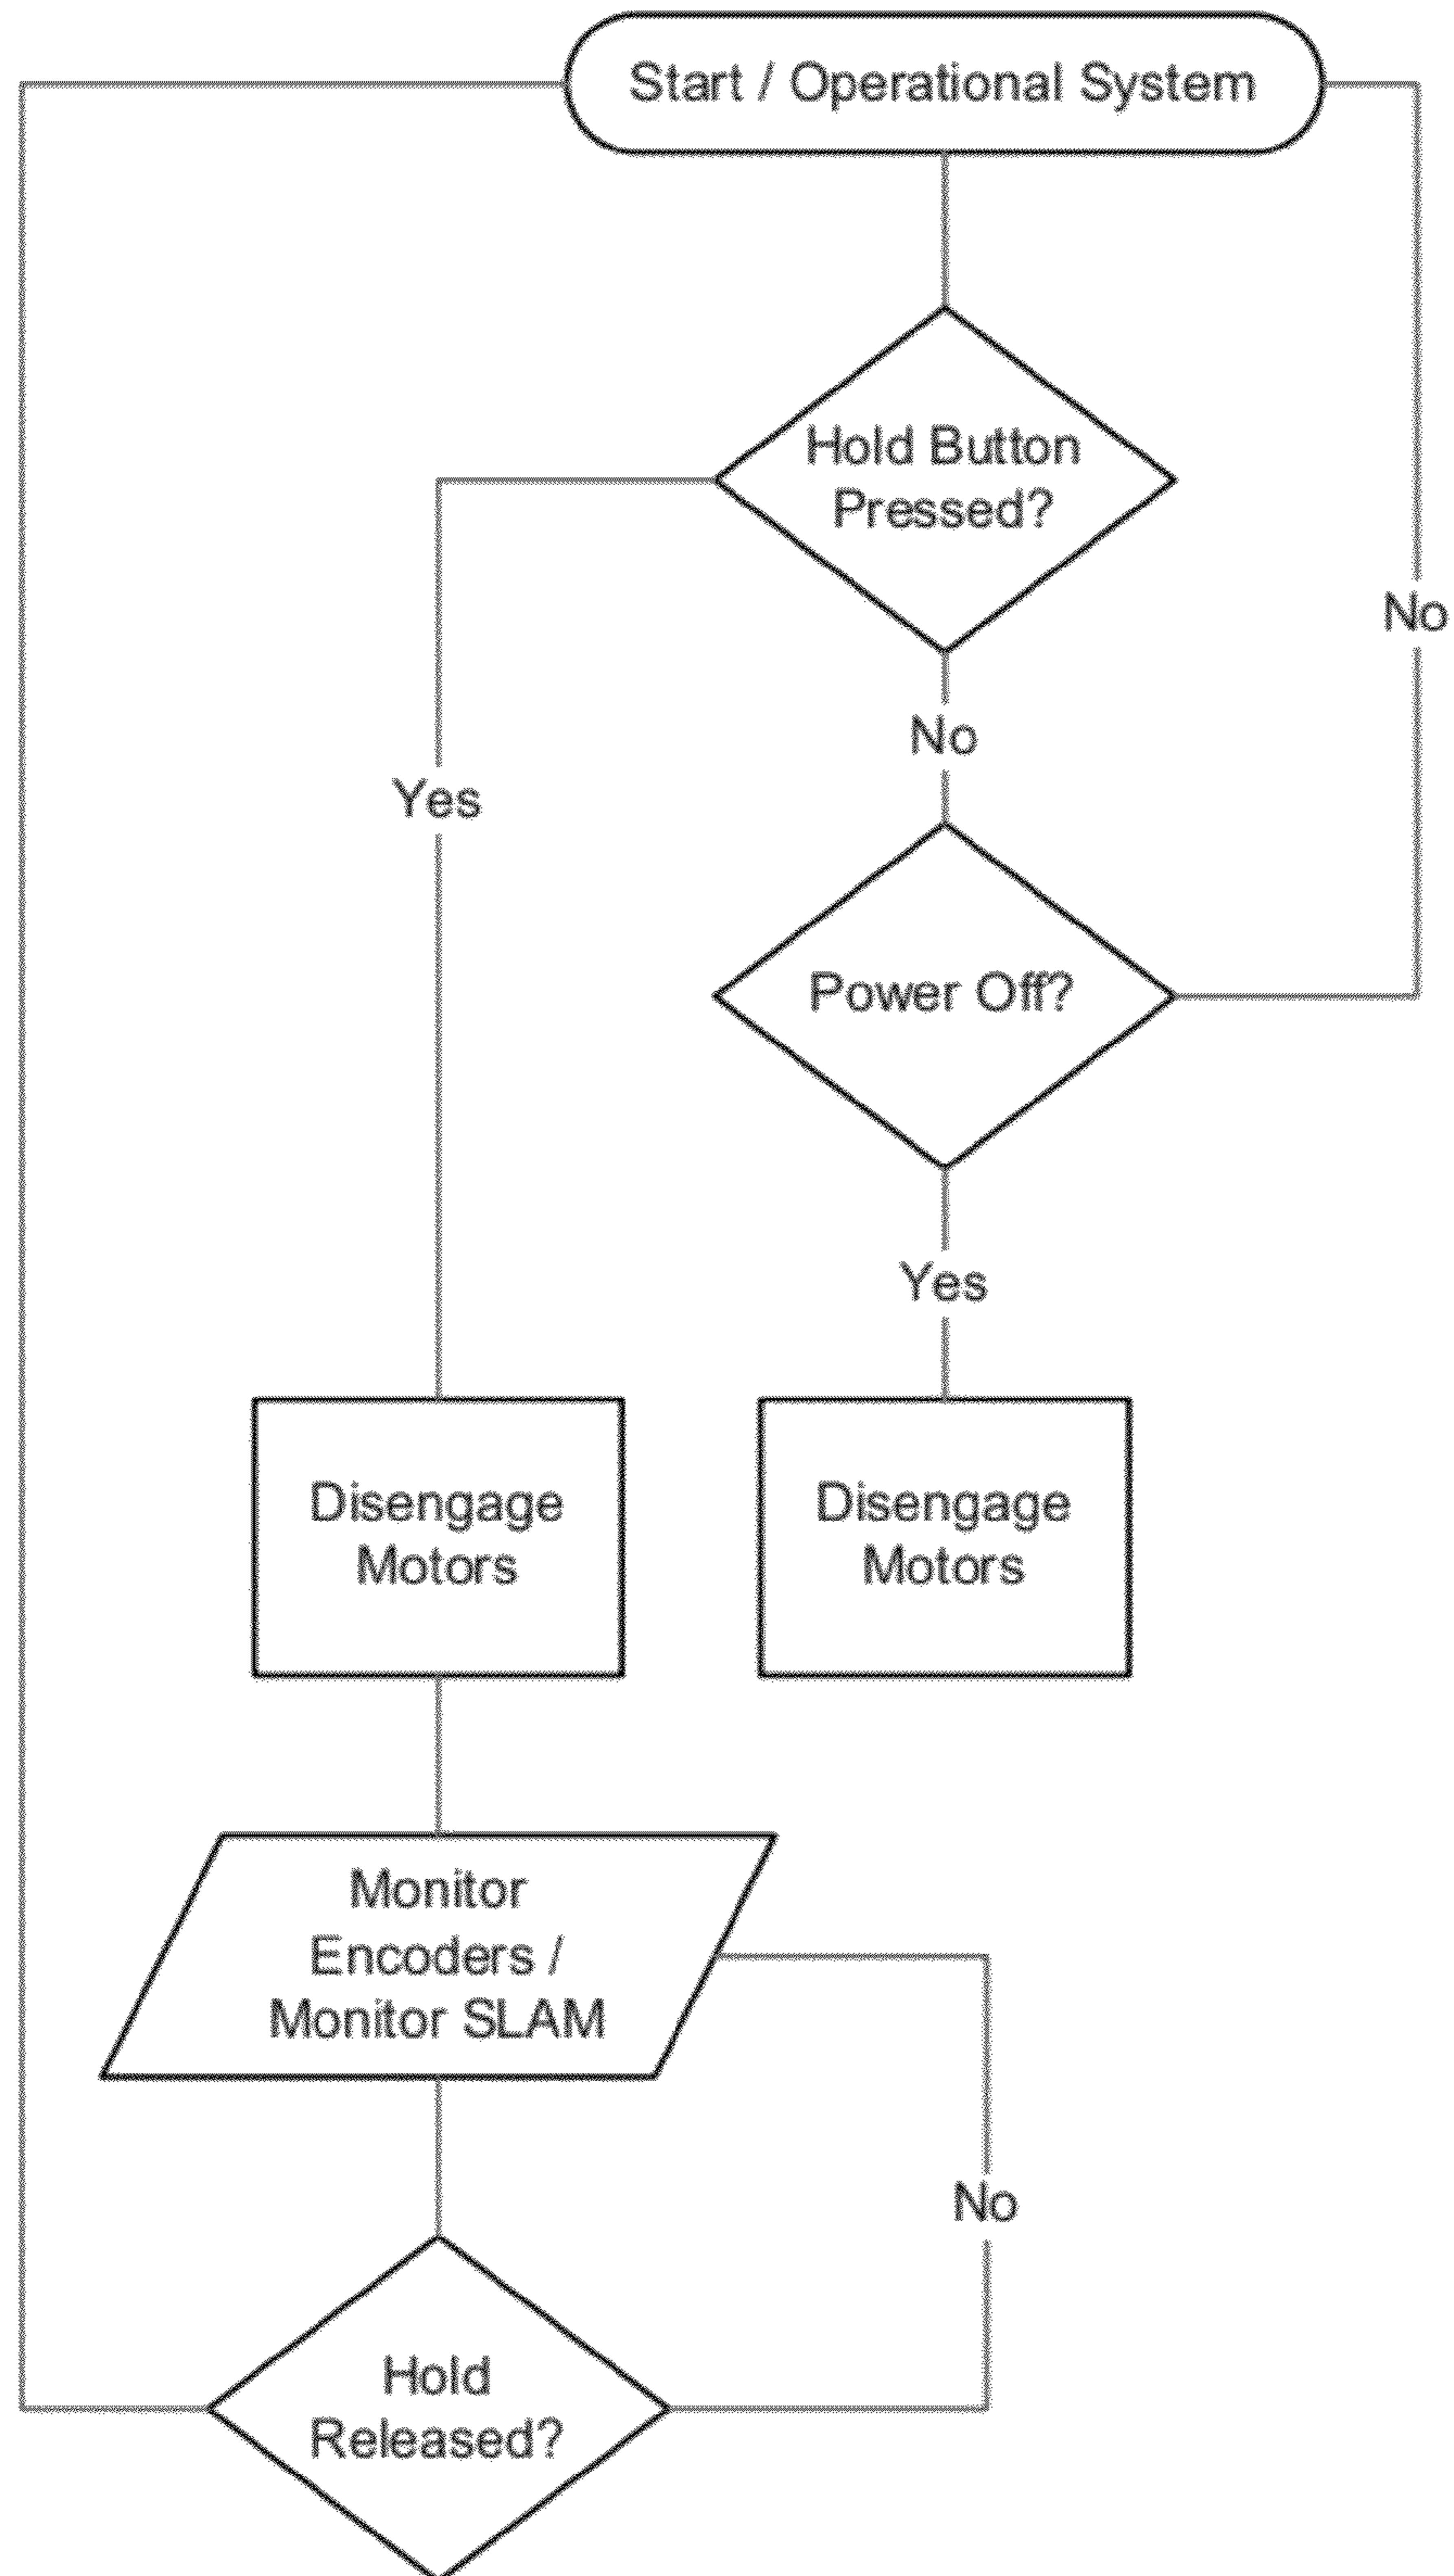 Start / Operational System
Hold Button
Pressed?
No
No
Yes
Power Off?
Yes
Disengage
Motors
Disengage
Motors
Monitor
Encoders /
Monitor SLAM
No
Hold
Released?